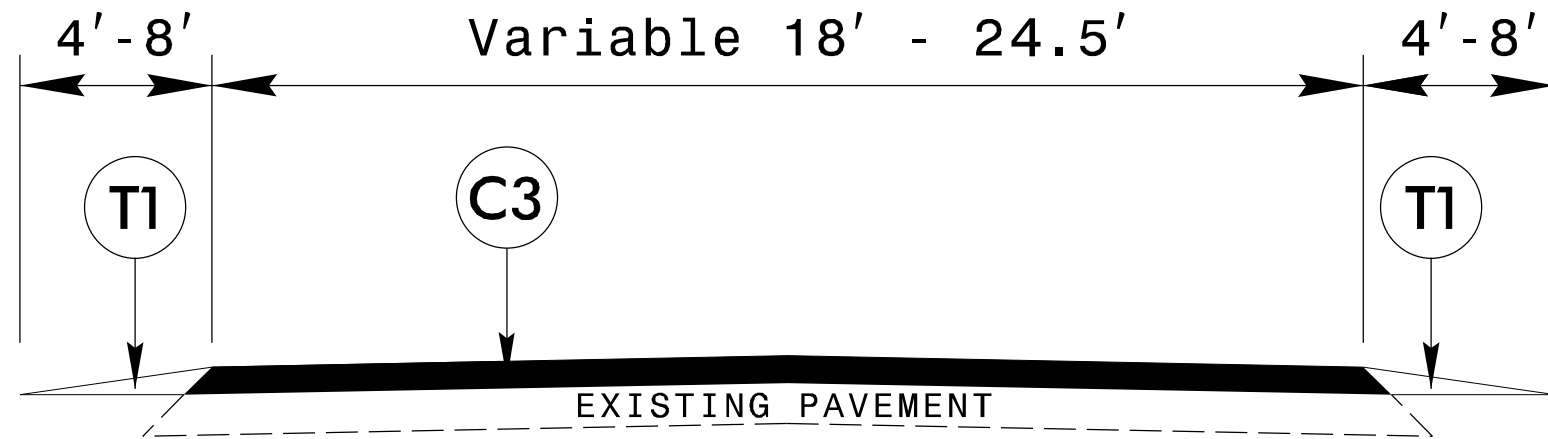 4'-8' Variable 18' - 24.5' 4'-8'
T1 C3 T1
EXISTING PAVEMENT